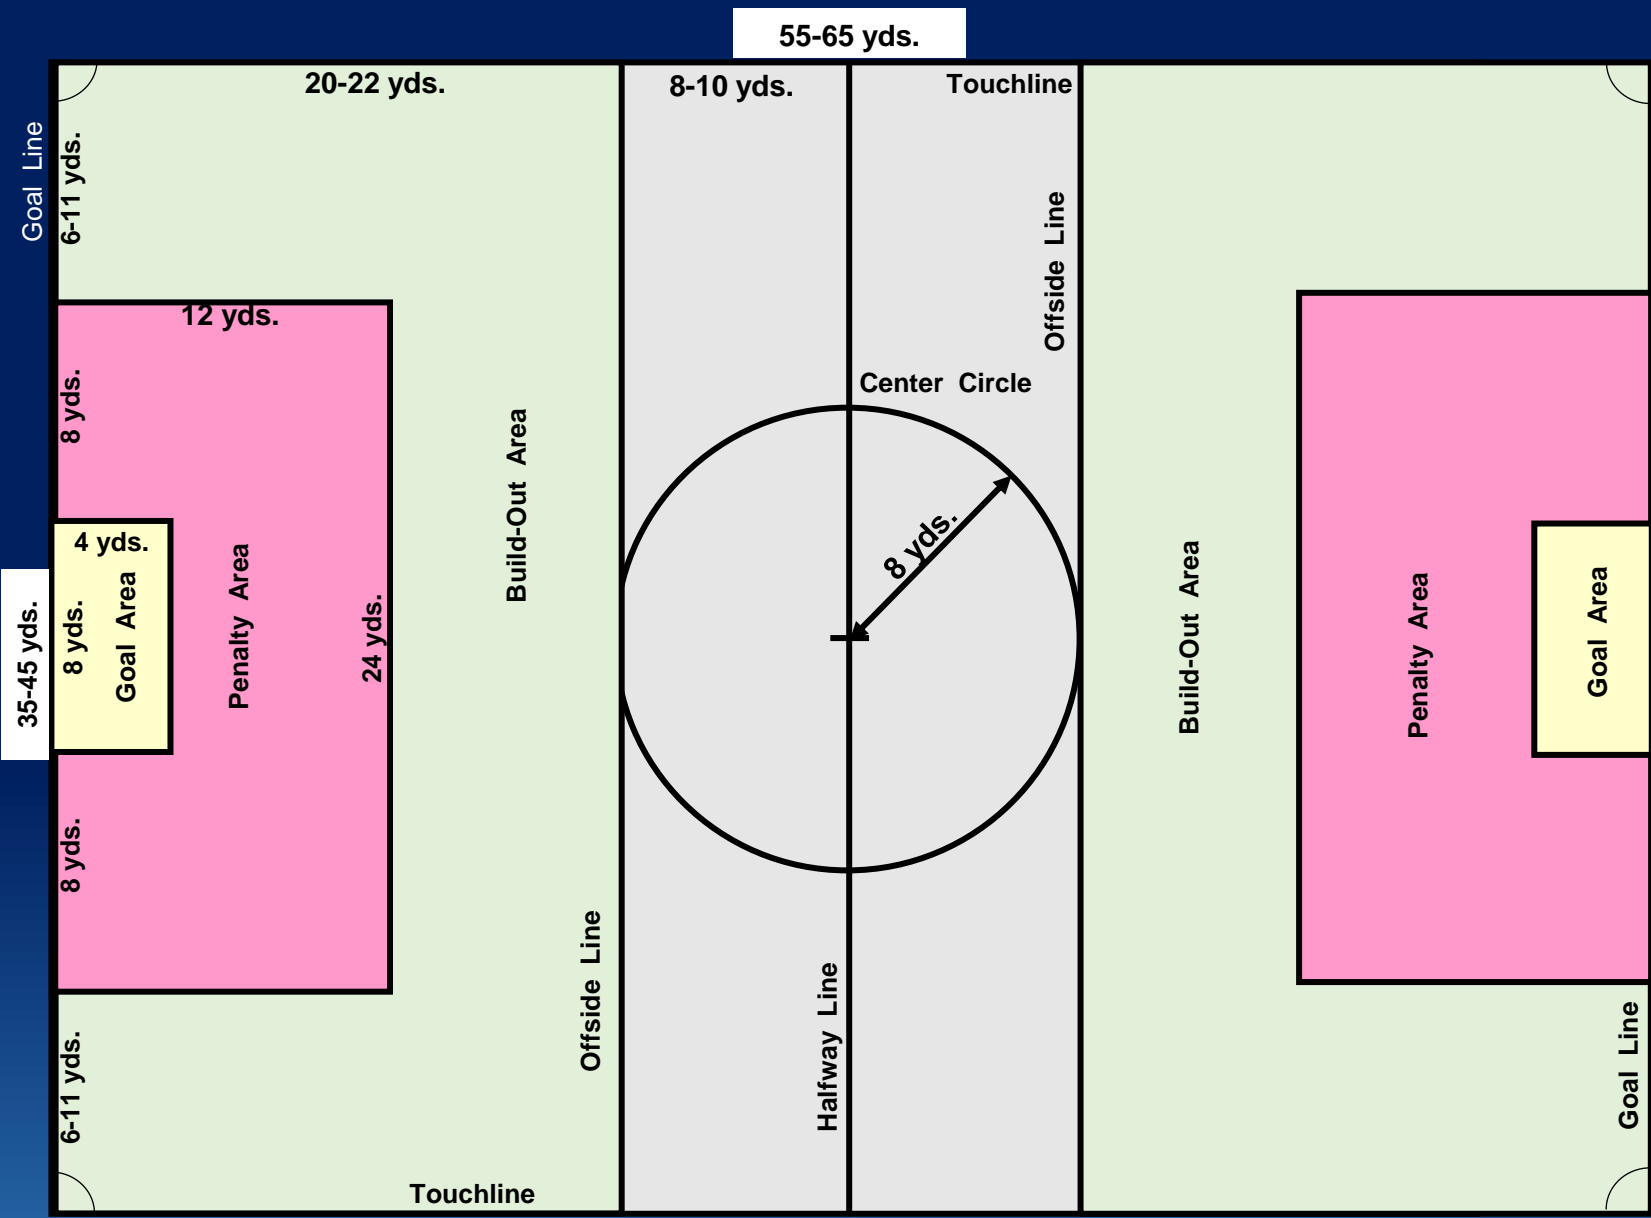 55-65 yds.
20-22 yds.
8-10 yds.
Touchline
Goal Line
6-11 yds.
Offside Line
12 yds.
8 yds.
Center Circle
Build-Out Area
8 yds.
4 yds.
35-45 yds.
8 yds.
Goal Area
Penalty Area
24 yds.
Build-Out Area
Penalty Area
Goal Area
8 yds.
Offside Line
Halfway Line
6-11 yds.
Goal Line
Touchline